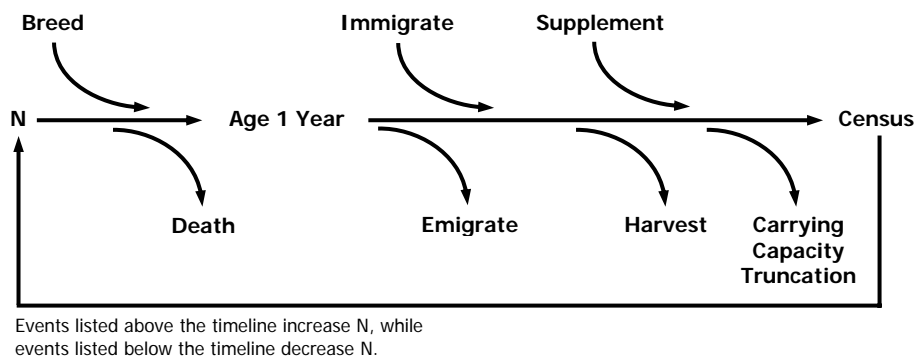 Breed
Immigrate
Supplement
N
Age 1 Year
Census
Death
Emigrate
Harvest
Carrying
Capacity
Truncation
Events listed above the timeline increase N, while
events listed below the timeline decrease N.